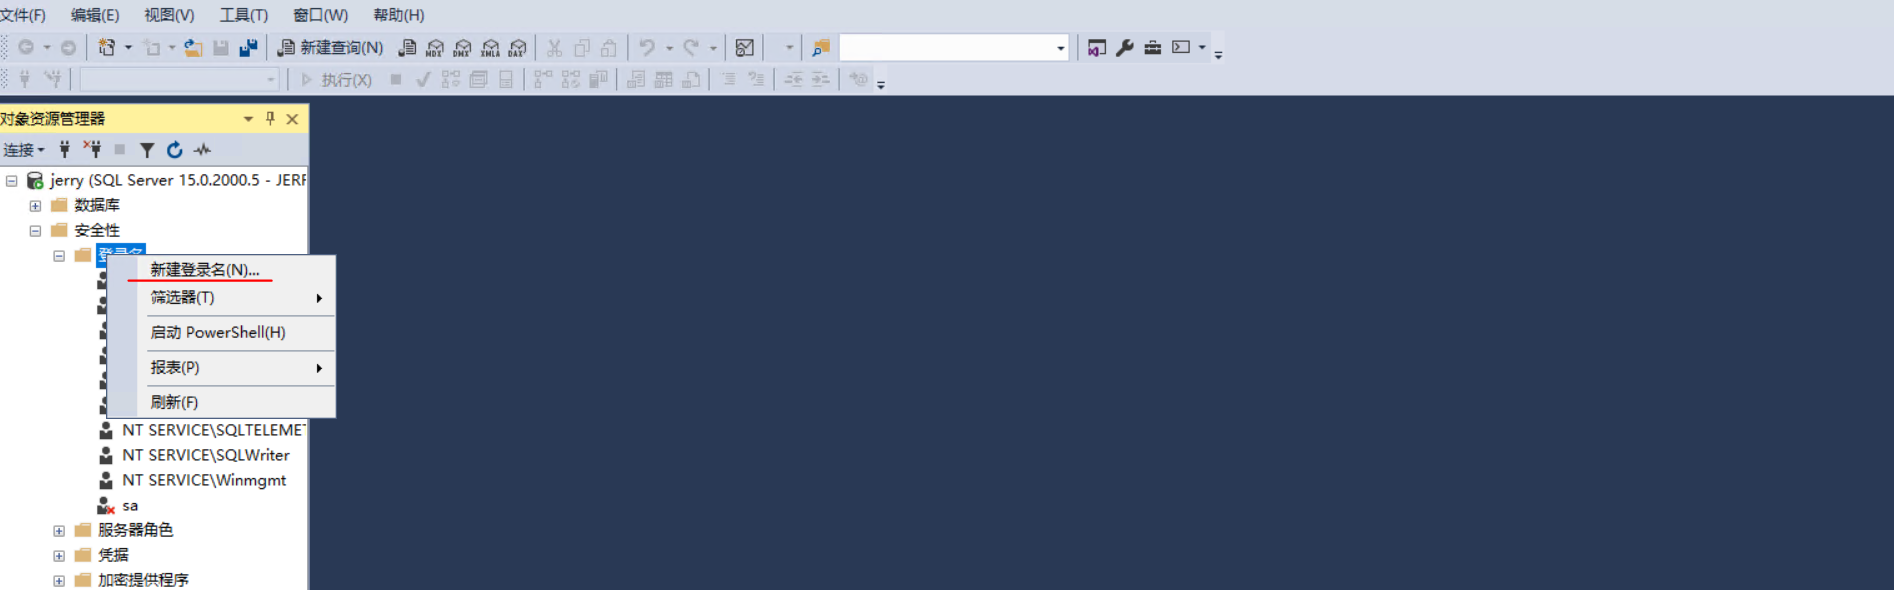 文件(F) 编辑(E) 视图(V) 工具(T) 窗口(W) 帮助(H)
新建查询(N) MDX DMX XMLA DAX
执行(X)
对象资源管理器
连接
jerry (SQL Server 15.0.2000.5 - JERR
数据库
安全性
登录名
新建登录名(N)...
筛选器(T)
启动 PowerShell(H)
报表(P)
刷新(F)
NT SERVICE\SQLTELEMET
NT SERVICE\SQLWriter
NT SERVICE\Winmgmt
sa
服务器角色
凭据
加密提供程序